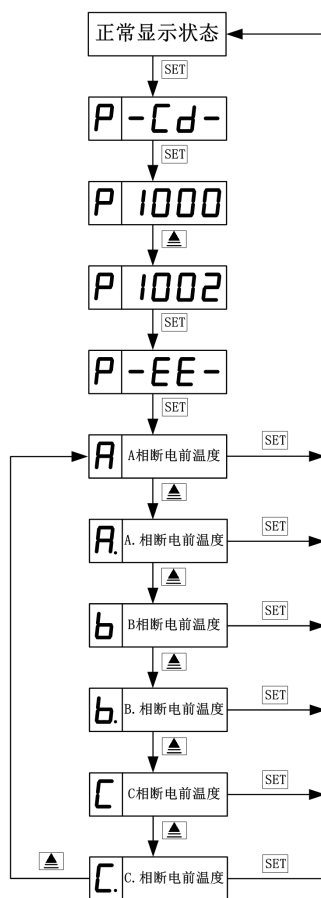 正常显示状态
SET
P -Cd-
SET
P 1000
P 1002
SET
P -EE-
SET
A A相断电前温度 SET
A. A.相断电前温度 SET
b B相断电前温度 SET
b. B.相断电前温度 SET
C C相断电前温度 SET
C. C.相断电前温度 SET